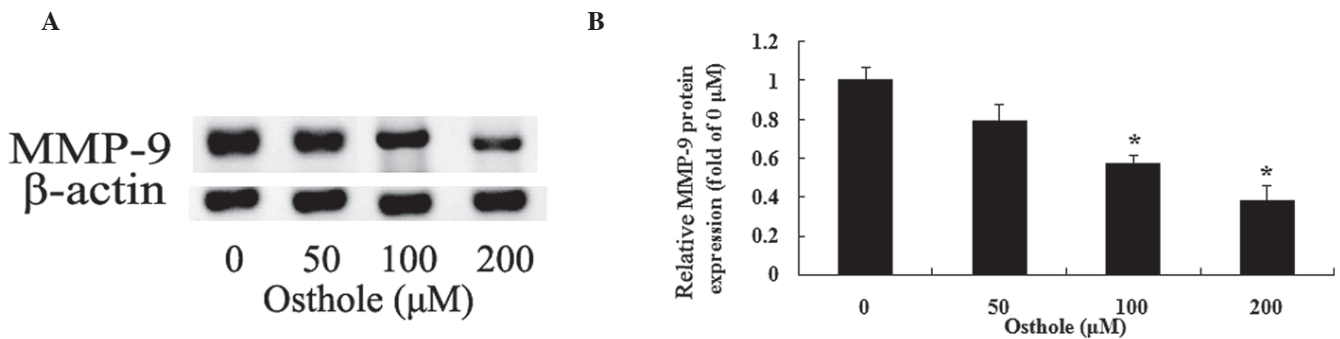 A
MMP-9
β-actin
0 50 100 200
Osthole (μM)
B
Relative MMP-9 protein
expression (fold of 0 μM)
1.2
1
0.8
0.6
0.4
0.2
0
*
*
0 50 100 200
Osthole (μM)